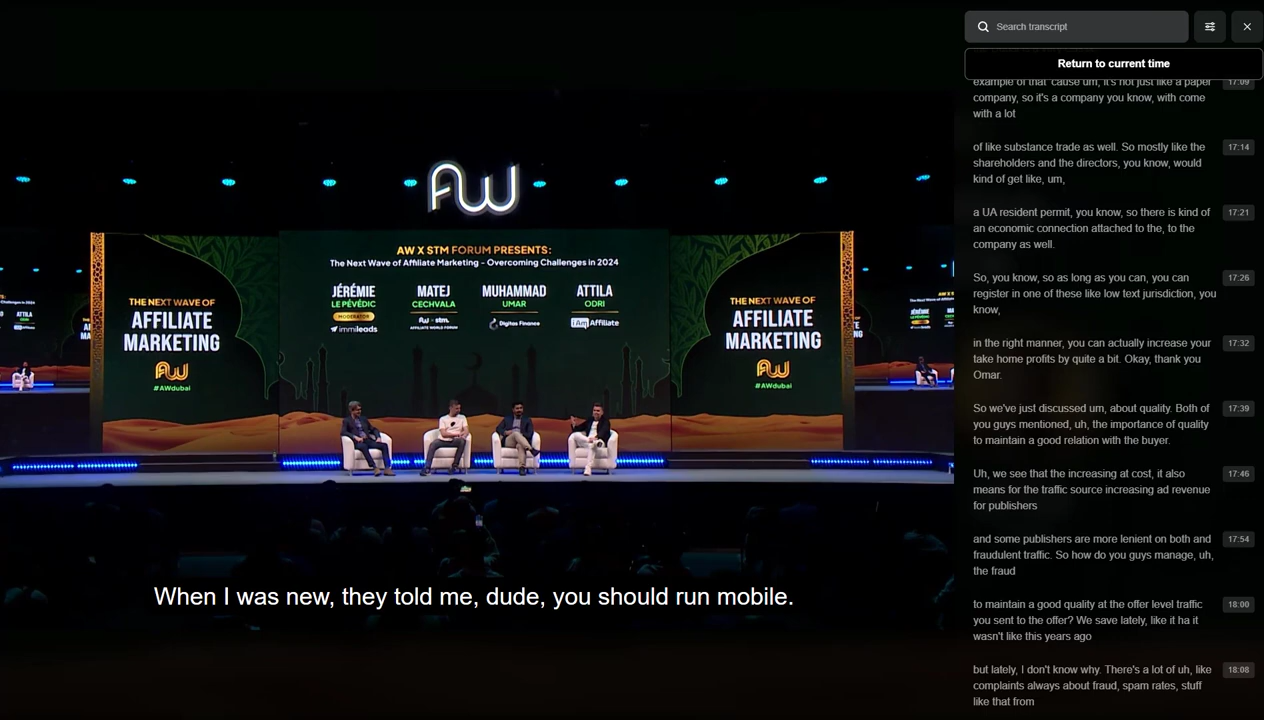 AW
AW X STM FORUM PRESENTS:
The Next Wave of Affiliate Marketing - Overcoming Challenges in 2024
JÉRÉMIE
LE PÉVÉDIC
MODERATOR
immileads
MATEJ
CECHVALA
AW + stm.
AFFILIATE WORLD FORUM
MUHAMMAD
UMAR
Digitas Finance
ATTILA
ODRI
iAmAffiliate
THE NEXT WAVE OF
AFFILIATE
MARKETING
AW
#AWdubai
THE NEXT WAVE OF
AFFILIATE
MARKETING
AW
#AWdubai
When I was new, they told me, dude, you should run mobile.
Search transcript
Return to current time
example of that 'cause um, it's not just like a paper 17:09
company, so it's a company you know, with come
with a lot
of like substance trade as well. So mostly like the 17:14
shareholders and the directors, you know, would
kind of get like, um,
a UA resident permit, you know, so there is kind of 17:21
an economic connection attached to the, to the
company as well.
So, you know, so as long as you can, you can 17:26
register in one of these like low text jurisdiction, you
know,
in the right manner, you can actually increase your 17:32
take home profits by quite a bit. Okay, thank you
Omar.
So we've just discussed um, about quality. Both of 17:39
you guys mentioned, uh, the importance of quality
to maintain a good relation with the buyer.
Uh, we see that the increasing at cost, it also 17:46
means for the traffic source increasing ad revenue
for publishers
and some publishers are more lenient on both and 17:54
fraudulent traffic. So how do you guys manage, uh,
the fraud
to maintain a good quality at the offer level traffic 18:00
you sent to the offer? We save lately, like it ha it
wasn't like this years ago
but lately, I don't know why. There's a lot of uh, like 18:08
complaints always about fraud, spam rates, stuff
like that from